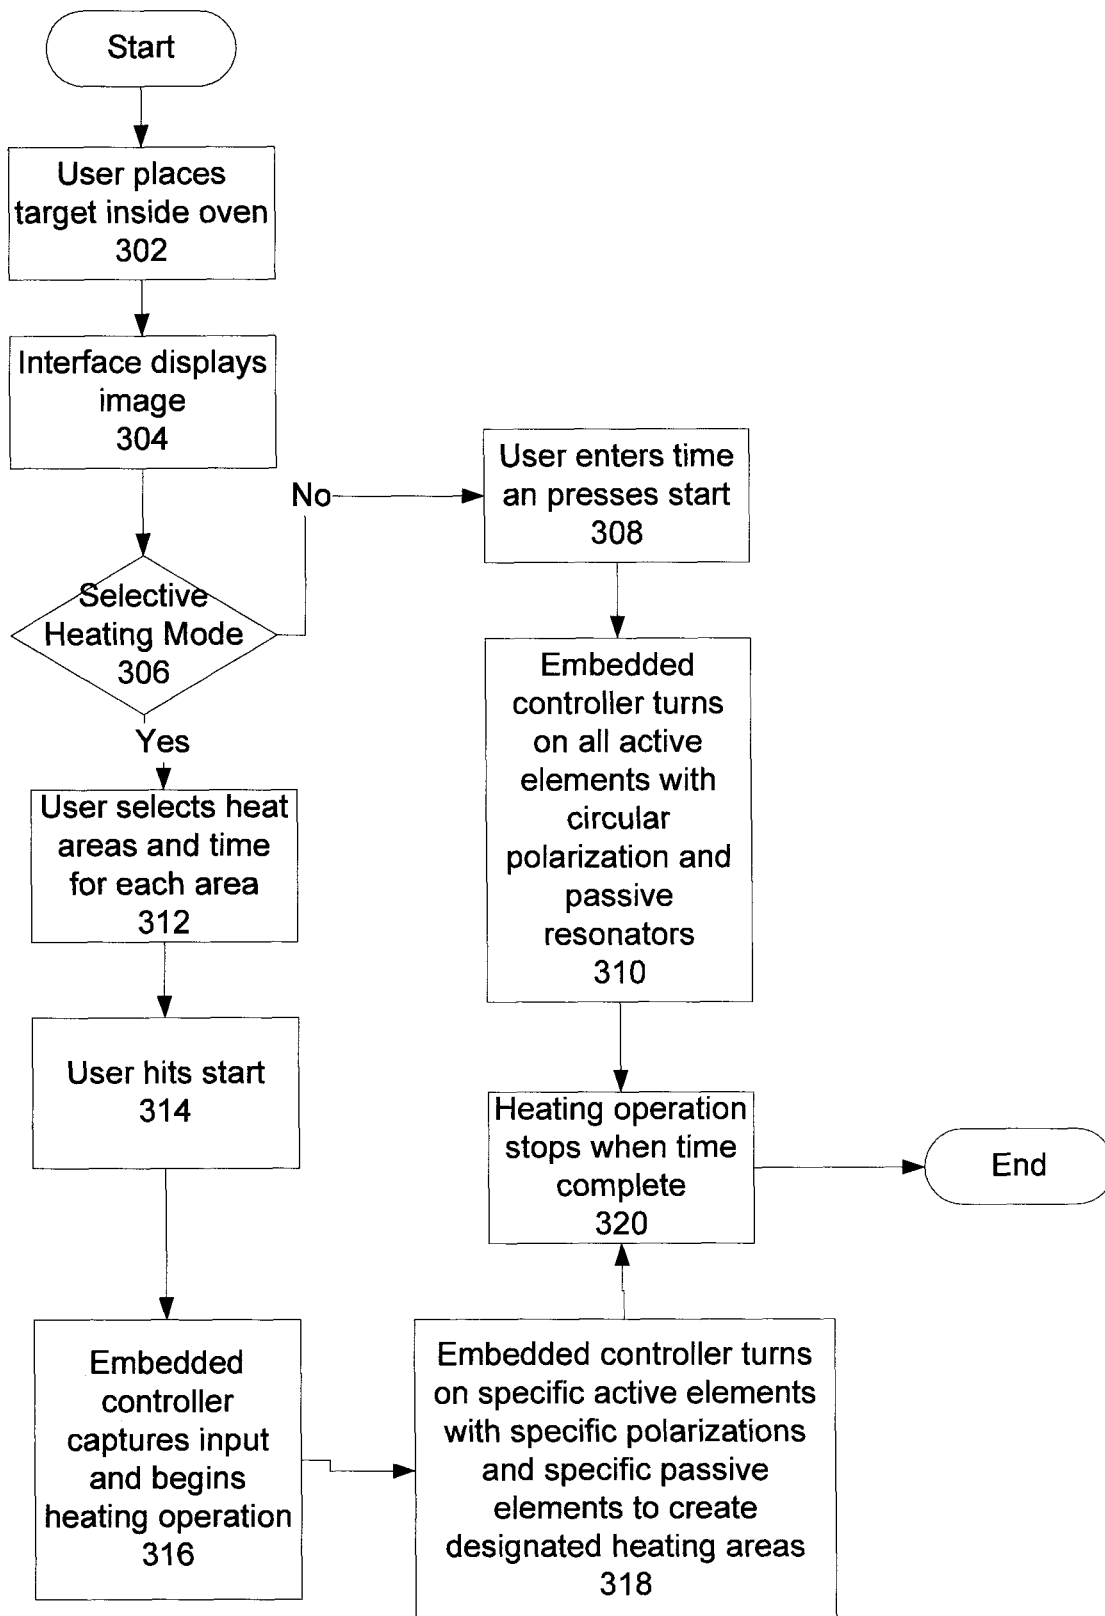 Start
User places
target inside oven
302
Interface displays
image
304
Selective
Heating Mode
306
No
User enters time
an presses start
308
Embedded
controller turns
on all active
elements with
circular
polarization and
passive
resonators
310
Yes
User selects heat
areas and time
for each area
312
User hits start
314
Embedded
controller
captures input
and begins
heating operation
316
Embedded controller turns
on specific active elements
with specific polarizations
and specific passive
elements to create
designated heating areas
318
Heating operation
stops when time
complete
320
End